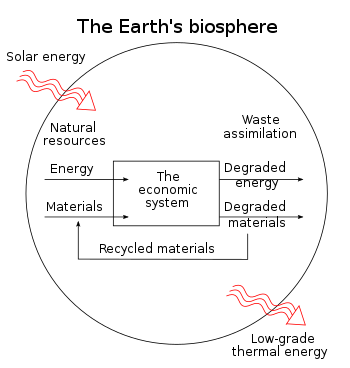 The Earth's biosphere
Solar energy
Natural
resources
Waste
assimilation
Energy
The
economic
system
Degraded
energy
Materials
Degraded
materials
Recycled materials
Low-grade
thermal energy